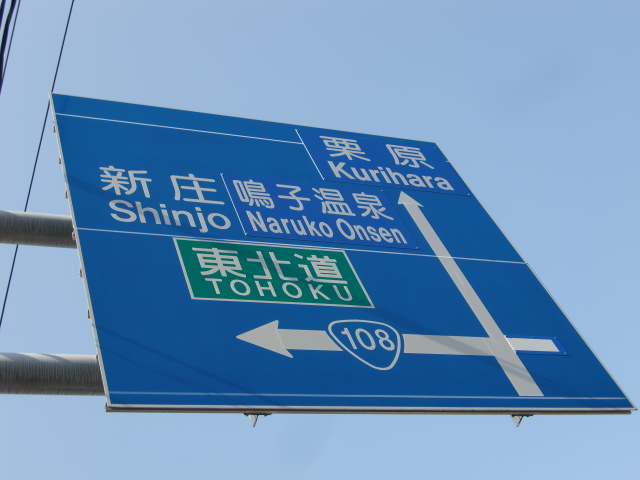 栗原
Kurihara
新庄
Shinjo
鳴子温泉
Naruko Onsen
東北道
TOHOKU
108